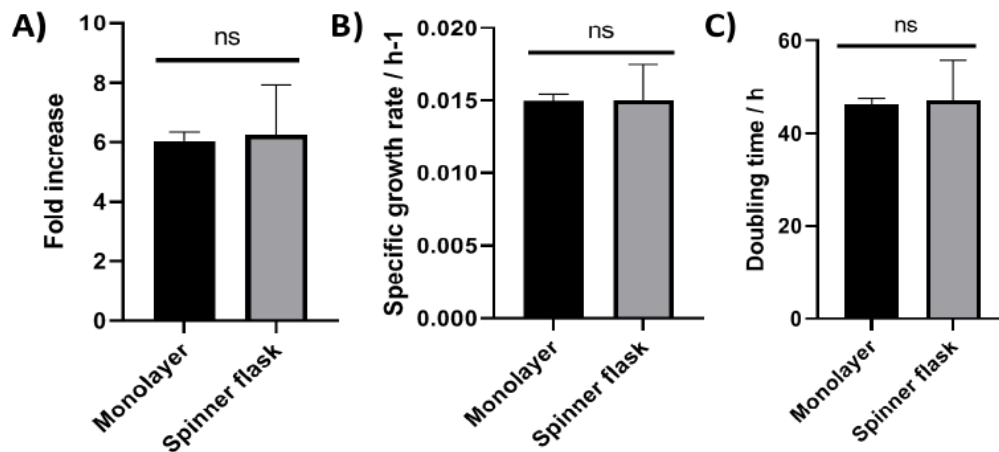 A)
ns
Fold increase
10
8
6
4
2
0
Monolayer
Spinner flask
B)
ns
Specific growth rate / h-1
0.020
0.015
0.010
0.005
0.000
Monolayer
Spinner flask
C)
ns
Doubling time / h
60
40
20
0
Monolayer
Spinner flask